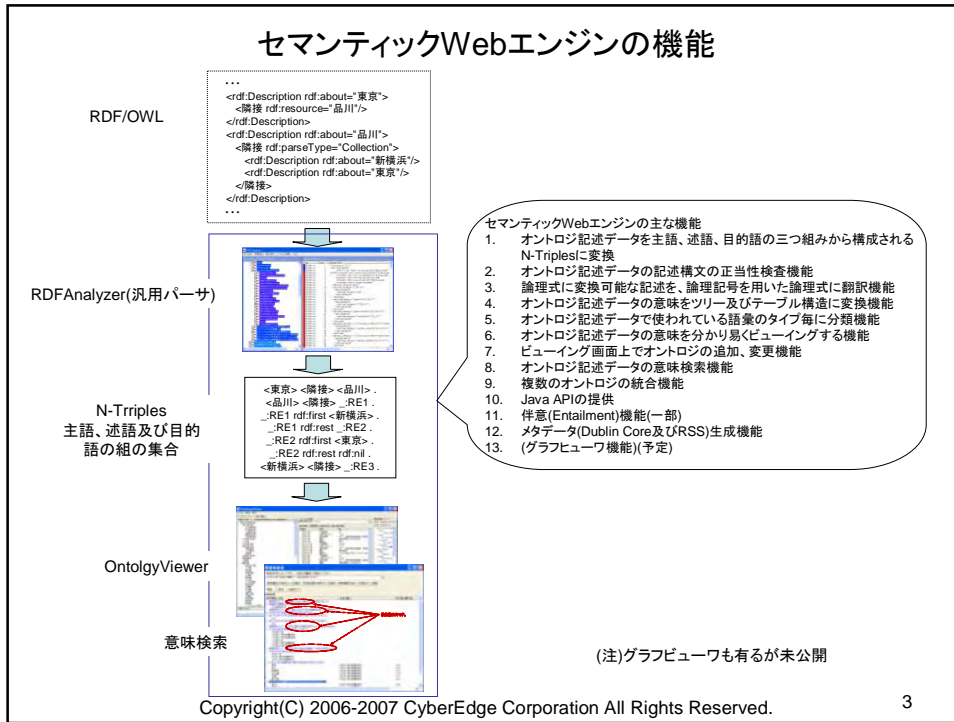 セマンティックWebエンジンの機能
RDF/OWL
・・・
<rdf:Description rdf:about="東京">
<隣接 rdf:resource="品川"/>
</rdf:Description>
<rdf:Description rdf:about="品川">
<隣接 rdf:parseType="Collection">
<rdf:Description rdf:about="新横浜"/>
<rdf:Description rdf:about="東京"/>
</隣接>
</rdf:Description>
・・・
RDFAnalyzer(汎用パーサ)
N-Trriples
主語、述語及び目的
語の組の集合
<東京> <隣接> <品川> .
<品川> <隣接> _:RE1 .
_:RE1 rdf:first <新横浜> .
_:RE1 rdf:rest _:RE2 .
_:RE2 rdf:first <東京> .
_:RE2 rdf:rest rdf:nil .
<新横浜> <隣接> _:RE3 .
OntolgyViewer
意味検索
セマンティックWebエンジンの主な機能
1. オントロジ記述データを主語、述語、目的語の三つ組みから構成される
N-Triplesに変換
2. オントロジ記述データの記述構文の正当性検査機能
3. 論理式に変換可能な記述を、論理記号を用いた論理式に翻訳機能
4. オントロジ記述データの意味をツリー及びテーブル構造に変換機能
5. オントロジ記述データで使われている語彙のタイプ毎に分類機能
6. オントロジ記述データの意味を分かり易くビューイングする機能
7. ビューイング画面上でオントロジの追加、変更機能
8. オントロジ記述データの意味検索機能
9. 複数のオントロジの統合機能
10. Java APIの提供
11. 伴意(Entailment)機能(一部)
12. メタデータ(Dublin Core及びRSS)生成機能
13. (グラフヒューワ機能)(予定)
(注)グラフビューワも有るが未公開
Copyright(C) 2006-2007 CyberEdge Corporation All Rights Reserved.
3